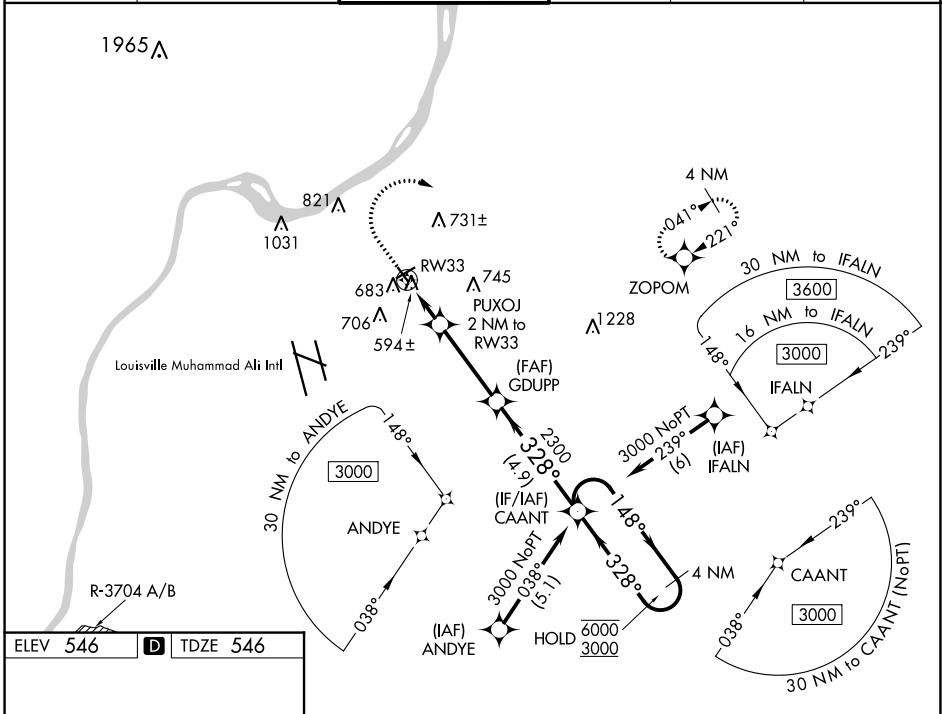 1965
4 NM
041°
221°
ZOPOM
821
1031
731±
RW33
683
745
706
594±
PUXOJ
2 NM to
RW33
1228
30 NM to IFALN
3600
16 NM to IFALN
3000
148°
239°
IFALN
Louisville Muhammad Ali Intl
(FAF)
GDUPP
30 NM to ANDYE
148°
3000
ANDYE
038°
2300
328°
(4.9)
3000 NoPT
239°
(6)
(IAF)
IFALN
(IF/IAF)
CAANT
148°
328°
4 NM
3000 NoPT
038°
(5.1)
(IAF)
ANDYE
HOLD
6000
3000
239°
CAANT
3000
038°
30 NM to CAANT (NoPT)
R-3704 A/B
ELEV 546 D TDZE 546